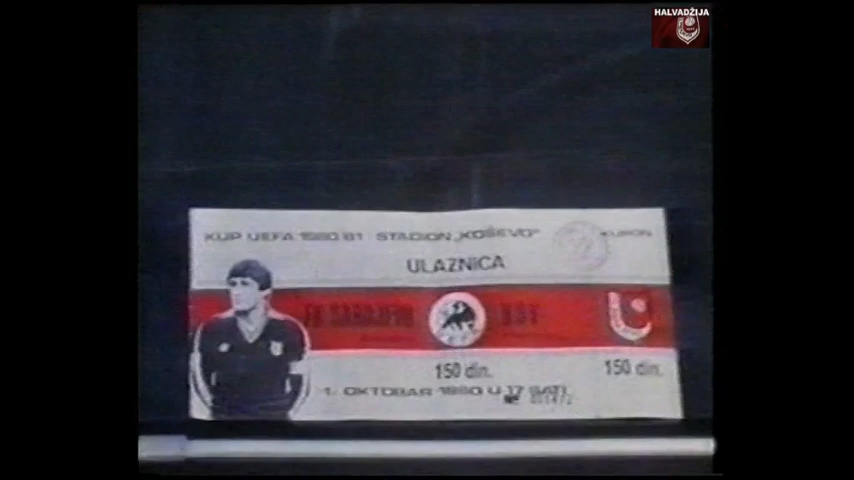 HALVADŽIJA
KUP UEFA 1980/81 STADION „KOŠEVO" KUPON
ULAZNICA
FK SARAJEVO
150 din. 150 din.
1. OKTOBAR 1980 U 17 SATI
№